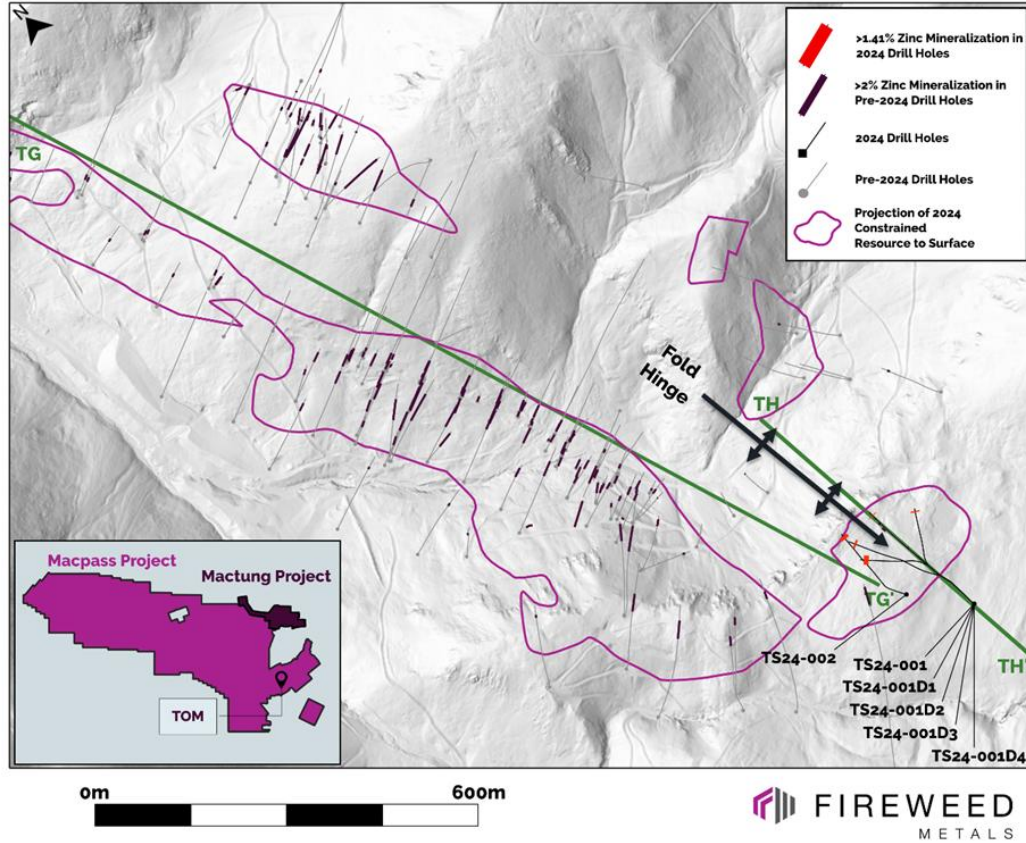 N
>1.41% Zinc Mineralization in
2024 Drill Holes
>2% Zinc Mineralization in
Pre-2024 Drill Holes
2024 Drill Holes
Pre-2024 Drill Holes
Projection of 2024
Constrained
Resource to Surface
TG
Fold
Hinge
TH
TG'
TS24-002
TS24-001
TS24-001D1
TS24-001D2
TS24-001D3
TS24-001D4
TH'
Macpass Project
Mactung Project
TOM
0m
600m
FIREWEED
METALS